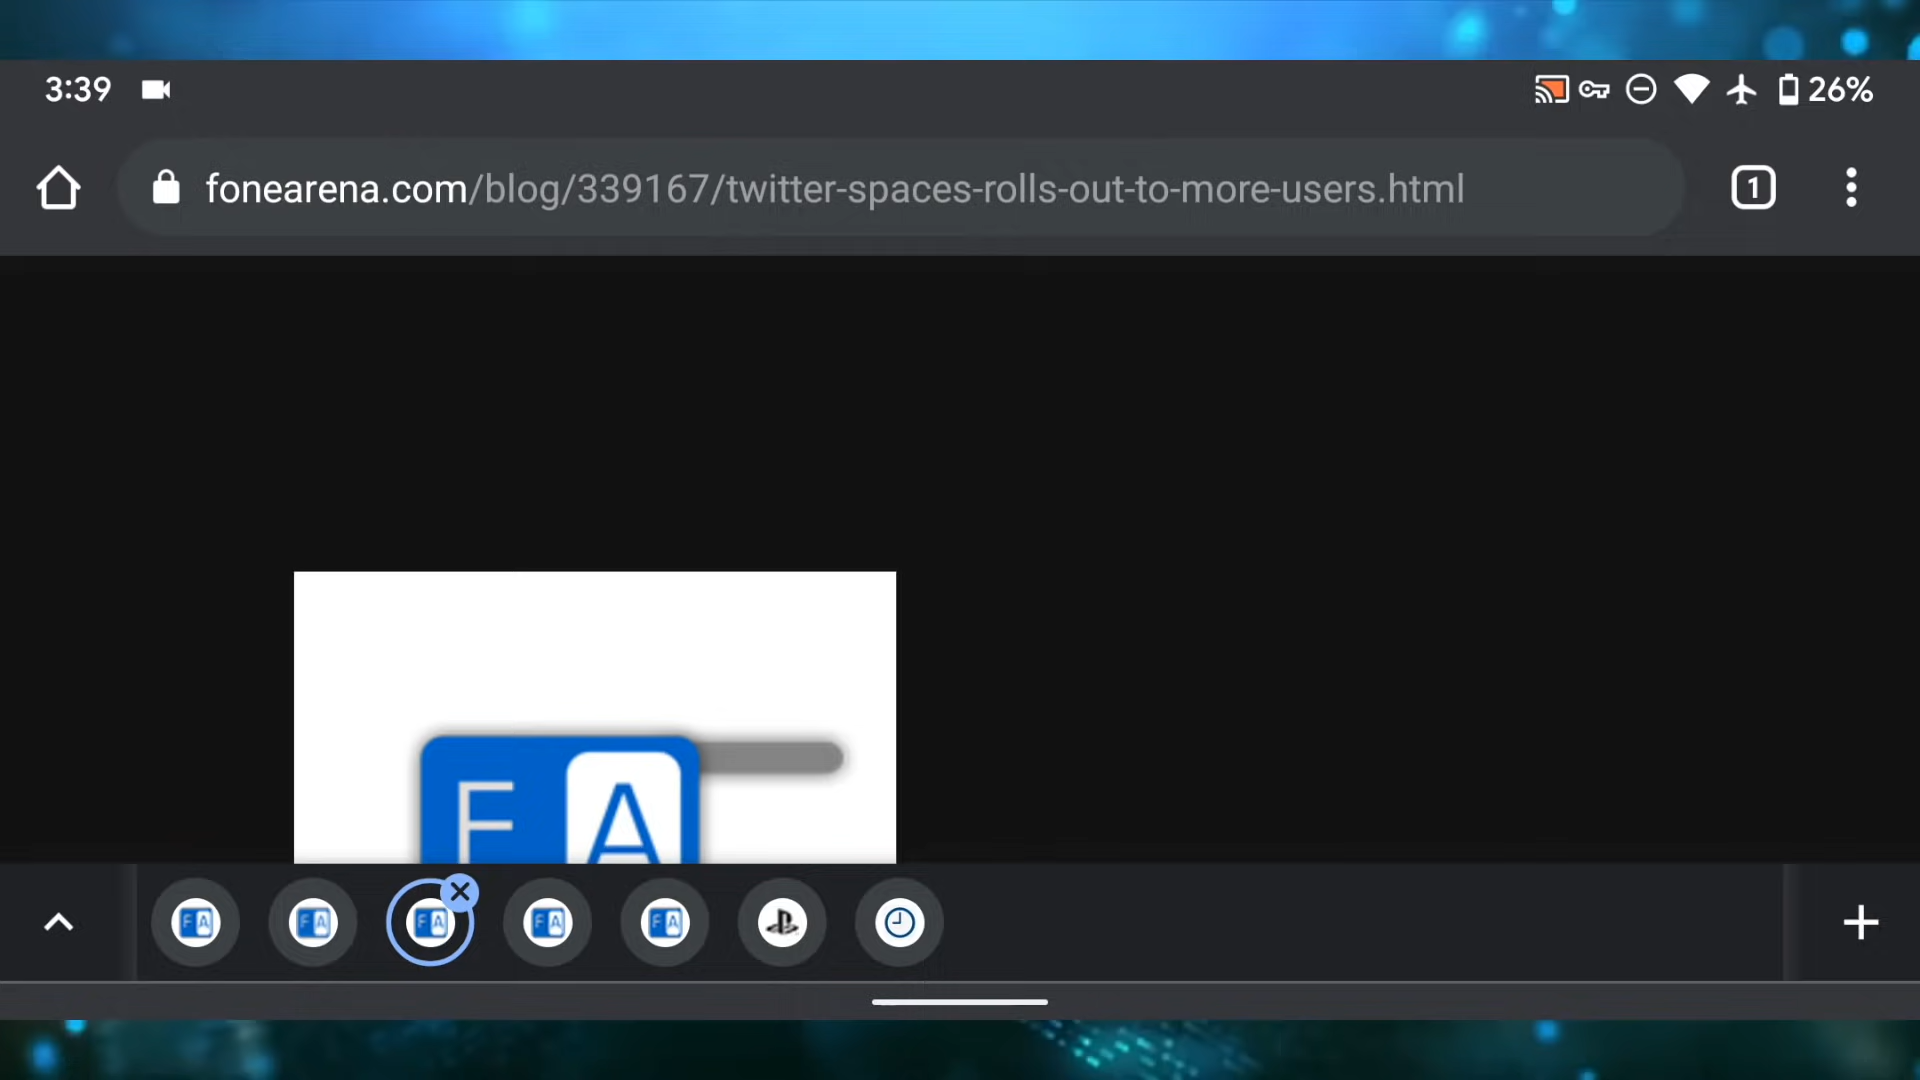 3:39
26%
fonearena.com/blog/339167/twitter-spaces-rolls-out-to-more-users.html
1
F A
F A
F A
F A
F A
F A